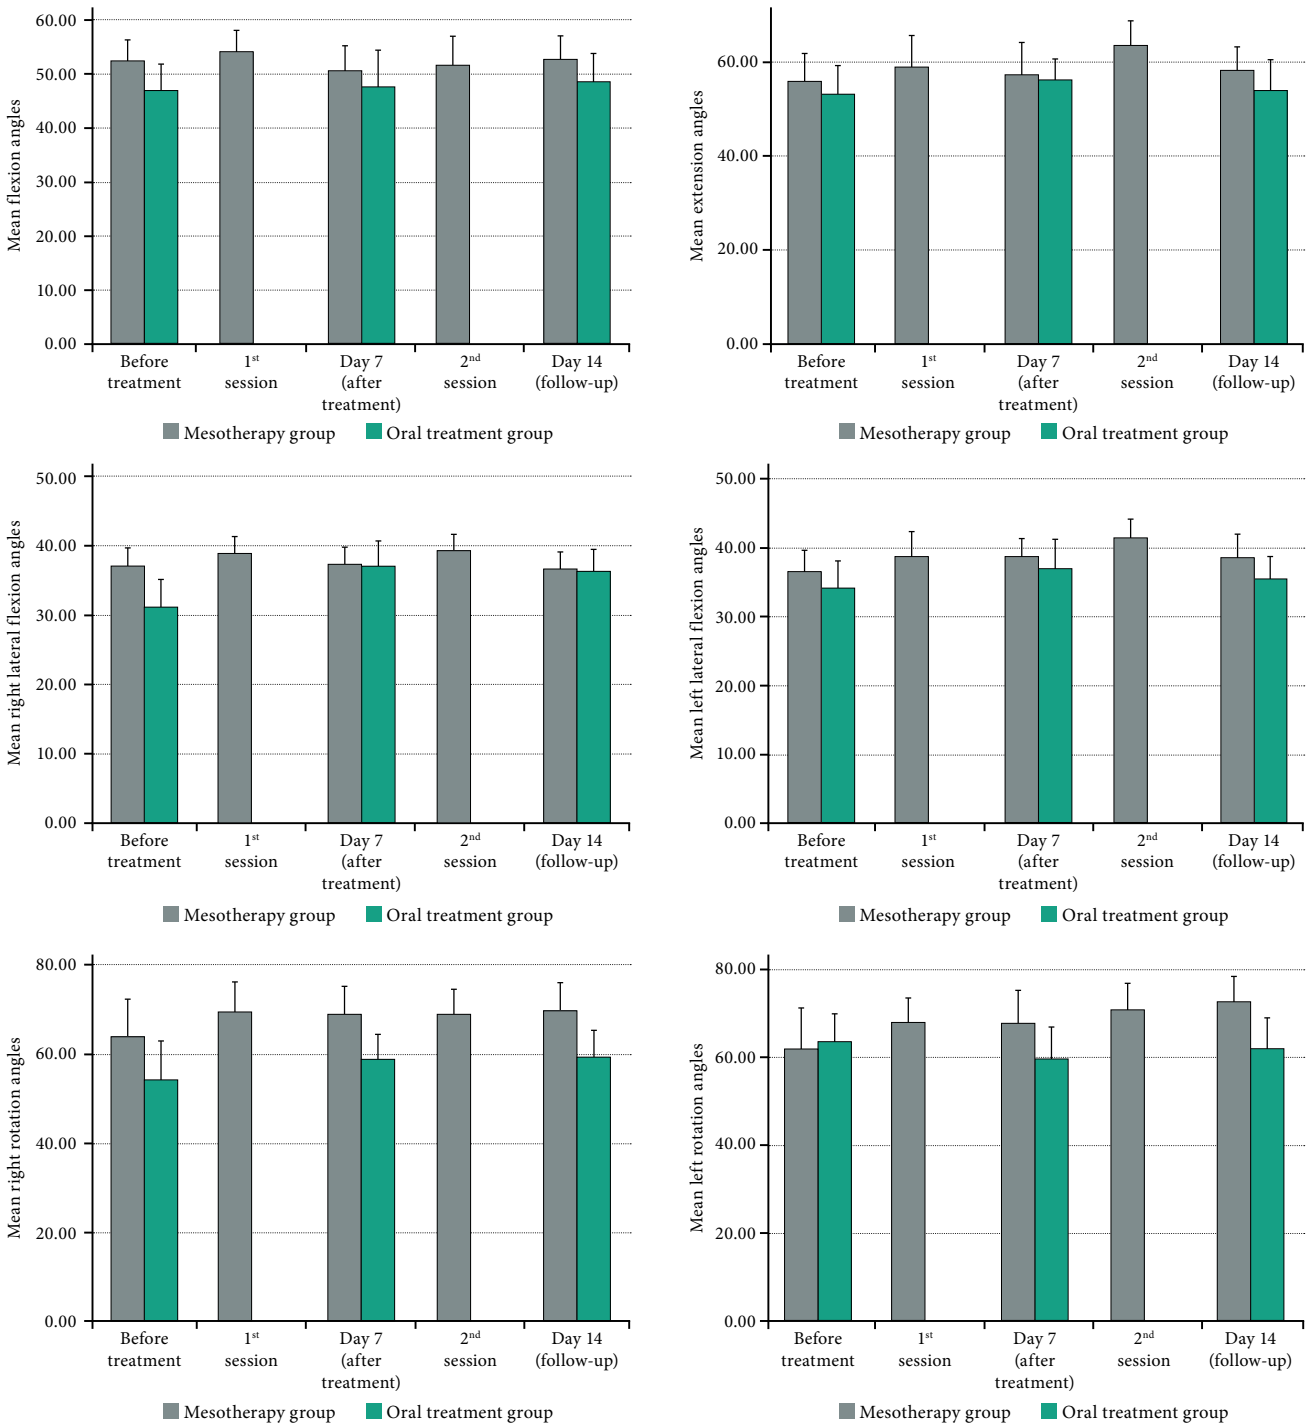 Mean flexion angles
60.00
50.00
40.00
30.00
20.00
10.00
0.00
Before
treatment
1st
session
Day 7
(after
treatment)
2nd
session
Day 14
(follow-up)
Mesotherapy group
Oral treatment group
Mean extension angles
60.00
40.00
20.00
0.00
Before
treatment
1st
session
Day 7
(after
treatment)
2nd
session
Day 14
(follow-up)
Mesotherapy group
Oral treatment group
Mean right lateral flexion angles
50.00
40.00
30.00
20.00
10.00
0.00
Before
treatment
1st
session
Day 7
(after
treatment)
2nd
session
Day 14
(follow-up)
Mesotherapy group
Oral treatment group
Mean left lateral flexion angles
50.00
40.00
30.00
20.00
10.00
0.00
Before
treatment
1st
session
Day 7
(after
treatment)
2nd
session
Day 14
(follow-up)
Mesotherapy group
Oral treatment group
Mean right rotation angles
80.00
60.00
40.00
20.00
0.00
Before
treatment
1st
session
Day 7
(after
treatment)
2nd
session
Day 14
(follow-up)
Mesotherapy group
Oral treatment group
Mean left rotation angles
80.00
60.00
40.00
20.00
0.00
Before
treatment
1st
session
Day 7
(after
treatment)
2nd
session
Day 14
(follow-up)
Mesotherapy group
Oral treatment group